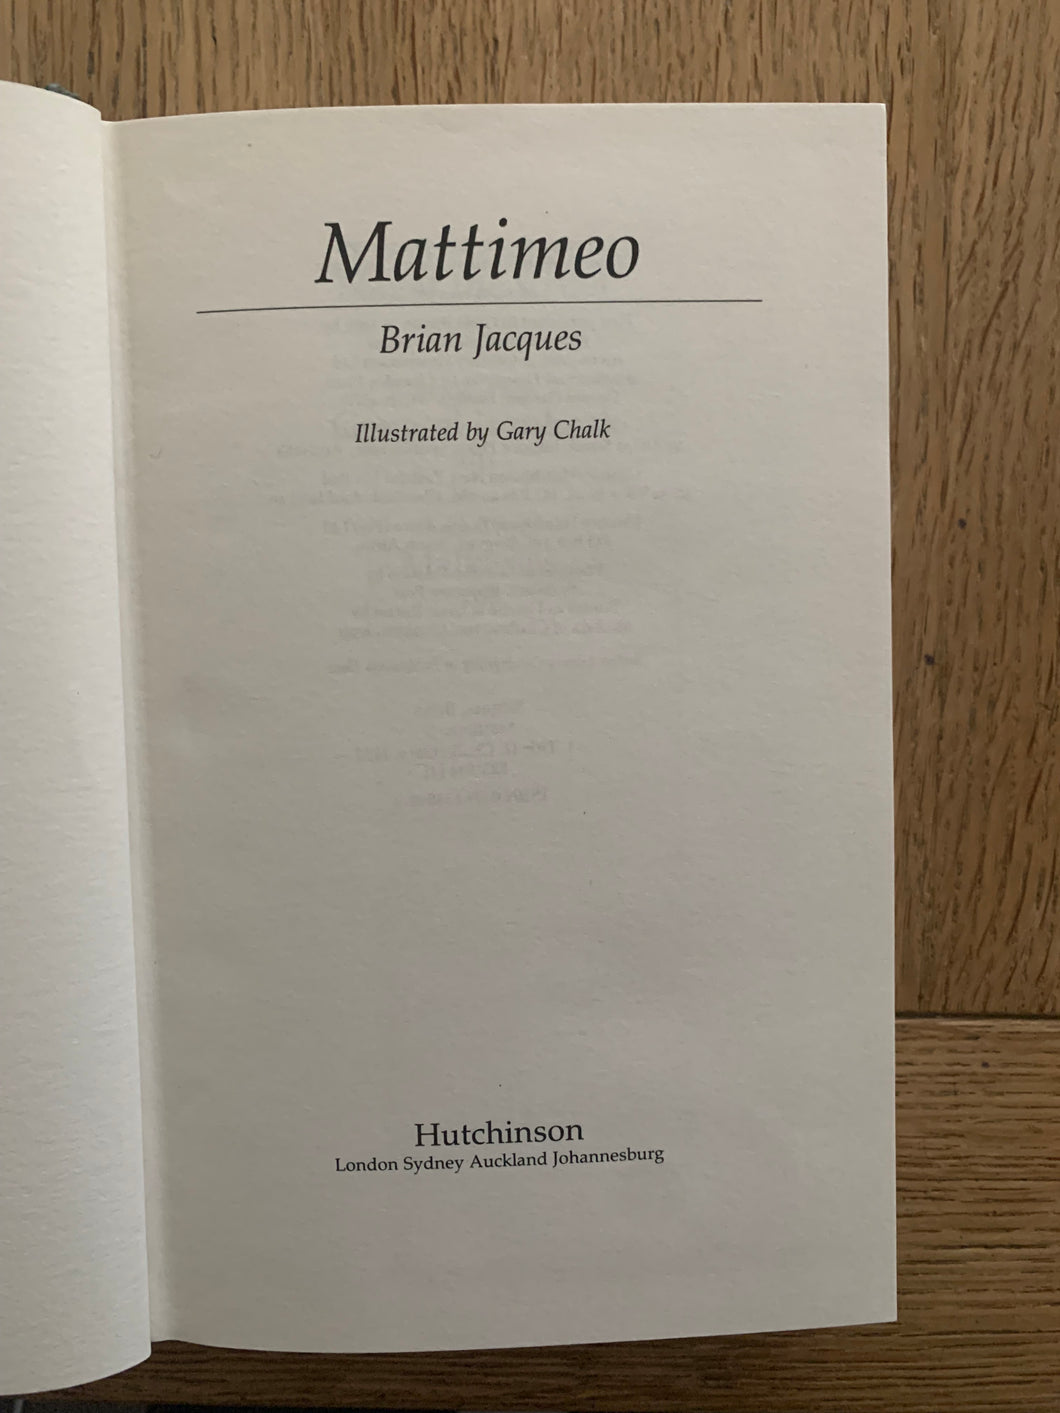 Mattimeo
Brian Jacques
Illustrated by Gary Chalk
Hutchinson
London Sydney Auckland Johannesburg